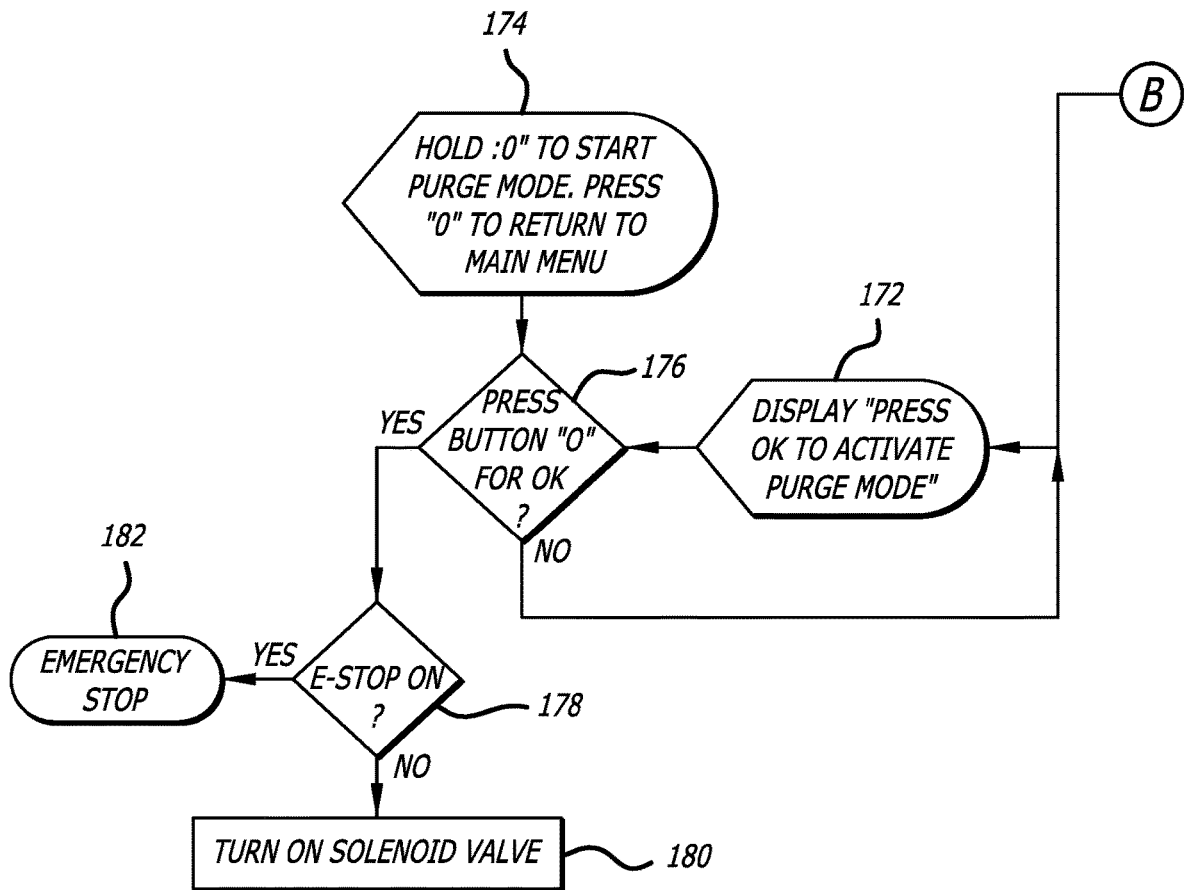 174
B
HOLD :0" TO START
PURGE MODE. PRESS
"0" TO RETURN TO
MAIN MENU
172
176
PRESS
BUTTON "O"
FOR OK
?
YES
NO
DISPLAY "PRESS
OK TO ACTIVATE
PURGE MODE"
182
EMERGENCY
STOP
YES
E-STOP ON
?
178
NO
TURN ON SOLENOID VALVE
180